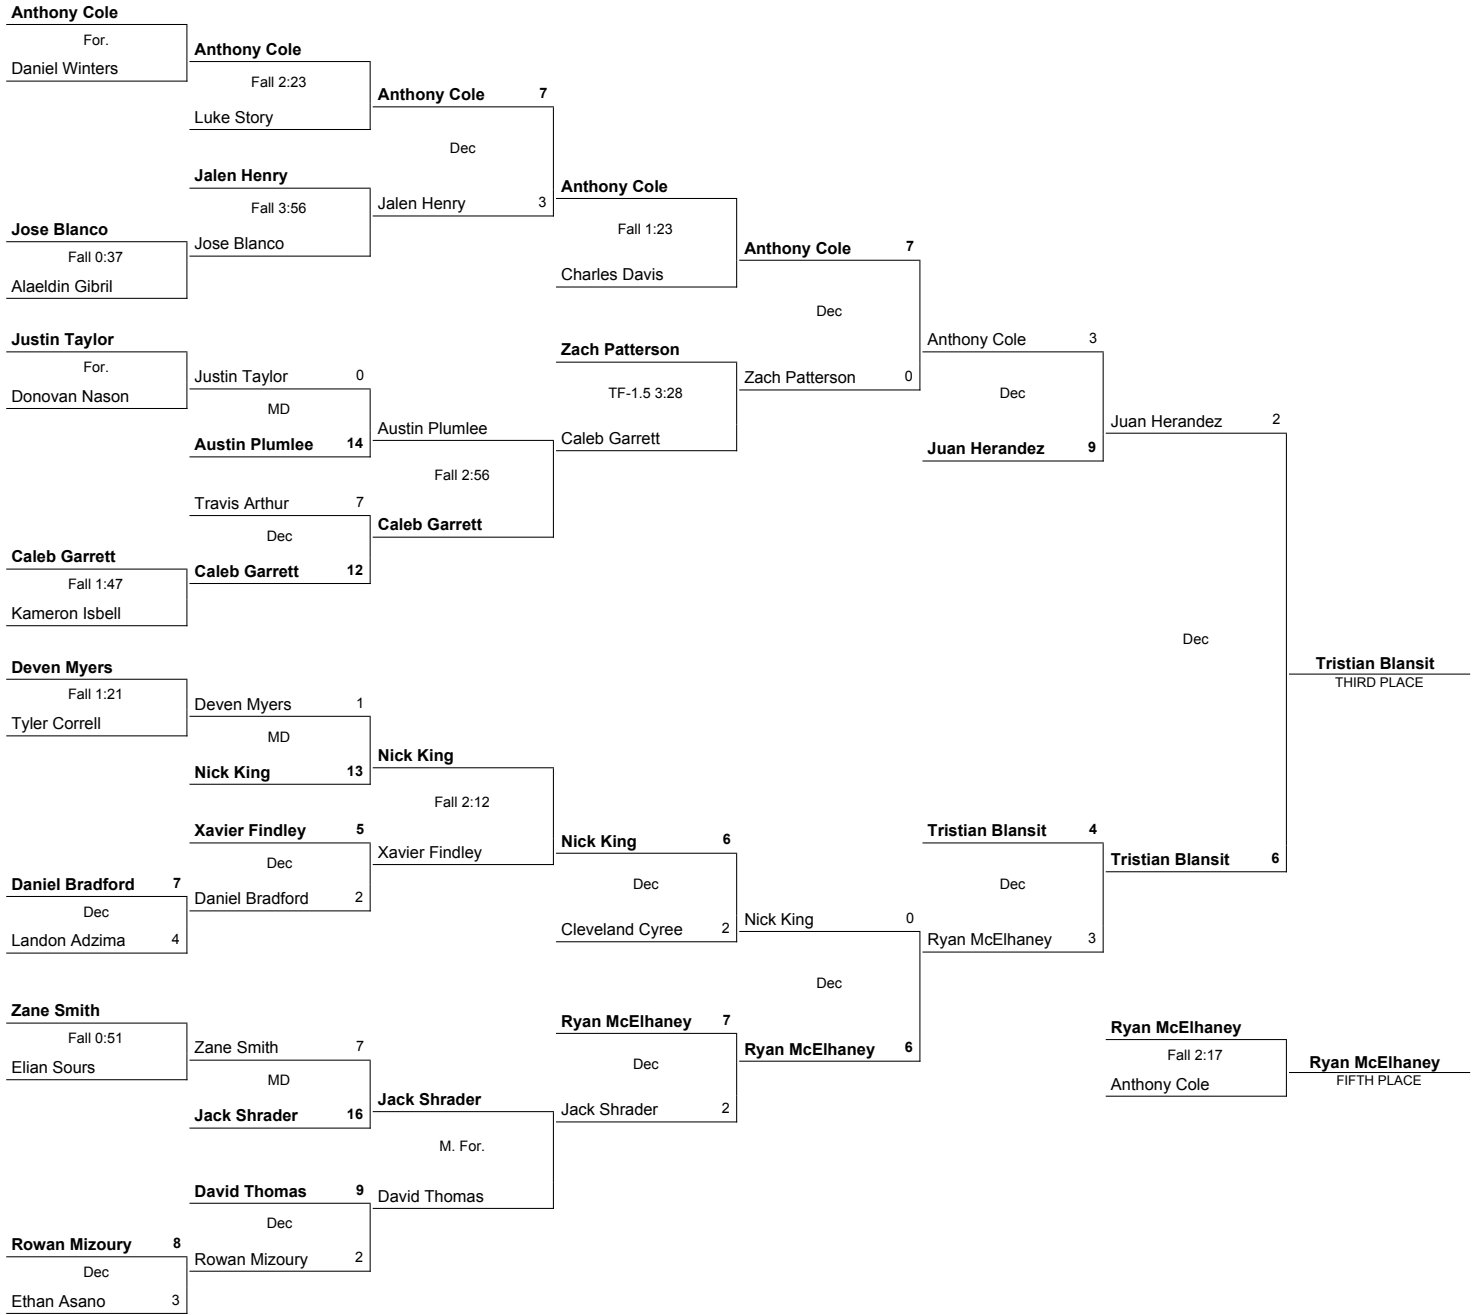 Anthony Cole
For.
Daniel Winters
Jose Blanco
Fall 0:37
Alaeldin Gibril
Justin Taylor
For.
Donovan Nason
Caleb Garrett
Fall 1:47
Kameron Isbell
Deven Myers
Fall 1:21
Tyler Correll
Daniel Bradford 7
Dec
Landon Adzima 4
Zane Smith
Fall 0:51
Elian Sours
Rowan Mizoury 8
Dec
Ethan Asano 3
Anthony Cole
Fall 2:23
Luke Story
Jalen Henry
Fall 3:56
Jose Blanco
Justin Taylor 0
MD
Austin Plumlee 14
Travis Arthur 7
Dec
Caleb Garrett 12
Deven Myers 1
MD
Nick King 13
Xavier Findley 5
Dec
Daniel Bradford 2
Zane Smith 7
MD
Jack Shrader 16
David Thomas 9
Dec
Rowan Mizoury 2
Anthony Cole 7
Dec
Jalen Henry 3
Austin Plumlee
Fall 2:56
Caleb Garrett
Nick King
Fall 2:12
Xavier Findley
Jack Shrader
M. For.
David Thomas
Anthony Cole
Fall 1:23
Charles Davis
Zach Patterson
TF-1.5 3:28
Caleb Garrett
Nick King 6
Dec
Cleveland Cyree 2
Ryan McElhaney 7
Dec
Jack Shrader 2
Anthony Cole 7
Dec
Zach Patterson 0
Nick King 0
Dec
Ryan McElhaney 6
Anthony Cole 3
Dec
Juan Herandez 9
Tristian Blansit 4
Dec
Ryan McElhaney 3
Juan Herandez 2
Dec
Tristian Blansit 6
Tristian Blansit
THIRD PLACE
Ryan McElhaney
Fall 2:17
Anthony Cole
Ryan McElhaney
FIFTH PLACE